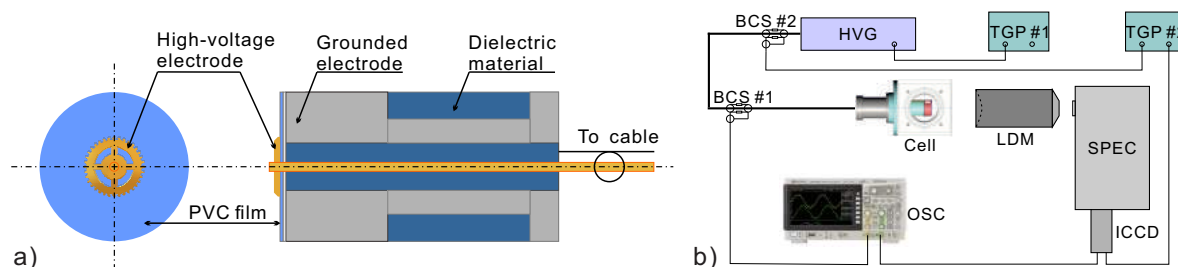 High-voltage
electrode
Grounded
electrode
Dielectric
material
To cable
PVC film
a)
BCS #2
HVG
TGP #1
TGP #2
BCS #1
Cell
LDM
SPEC
OSC
ICCD
b)